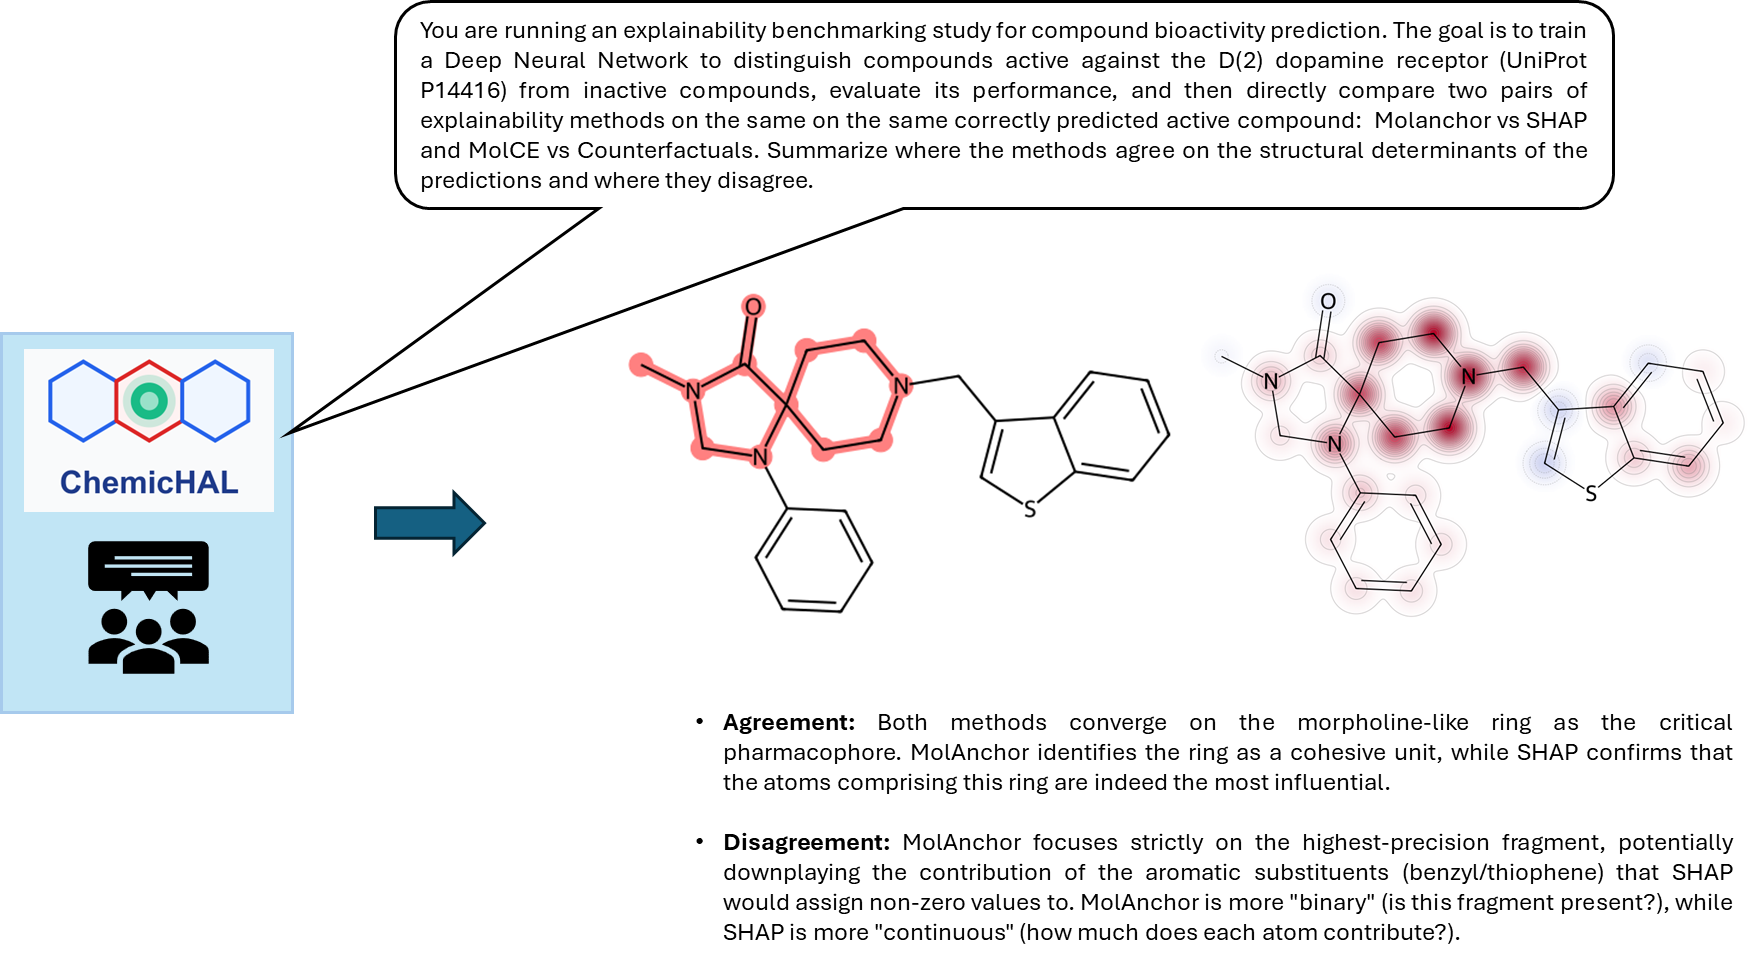 You are running an explainability benchmarking study for compound bioactivity prediction. The goal is to train
a Deep Neural Network to distinguish compounds active against the D(2) dopamine receptor (UniProt
P14416) from inactive compounds, evaluate its performance, and then directly compare two pairs of
explainability methods on the same on the same correctly predicted active compound: Molanchor vs SHAP
and MolCE vs Counterfactuals. Summarize where the methods agree on the structural determinants of the
predictions and where they disagree.
ChemicHAL
O
N
N
N
S
O
N
N
N
S
• Agreement: Both methods converge on the morpholine-like ring as the critical
pharmacophore. MolAnchor identifies the ring as a cohesive unit, while SHAP confirms that
the atoms comprising this ring are indeed the most influential.
• Disagreement: MolAnchor focuses strictly on the highest-precision fragment, potentially
downplaying the contribution of the aromatic substituents (benzyl/thiophene) that SHAP
would assign non-zero values to. MolAnchor is more "binary" (is this fragment present?), while
SHAP is more "continuous" (how much does each atom contribute?).